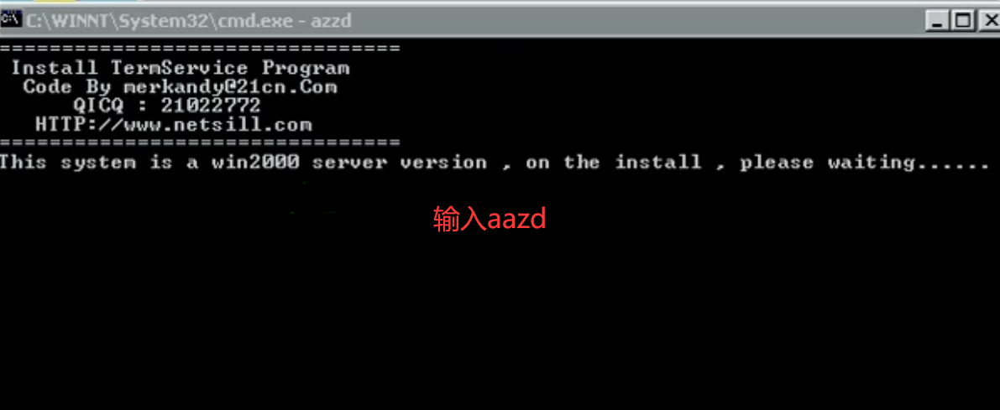 C:\WINNT\System32\cmd.exe - azzd
================================
Install TermService Program
Code By merkandy@21cn.Com
QICQ : 21022772
HTTP://www.netsill.com
================================
This system is a win2000 server version , on the install , please waiting......
输入aazd